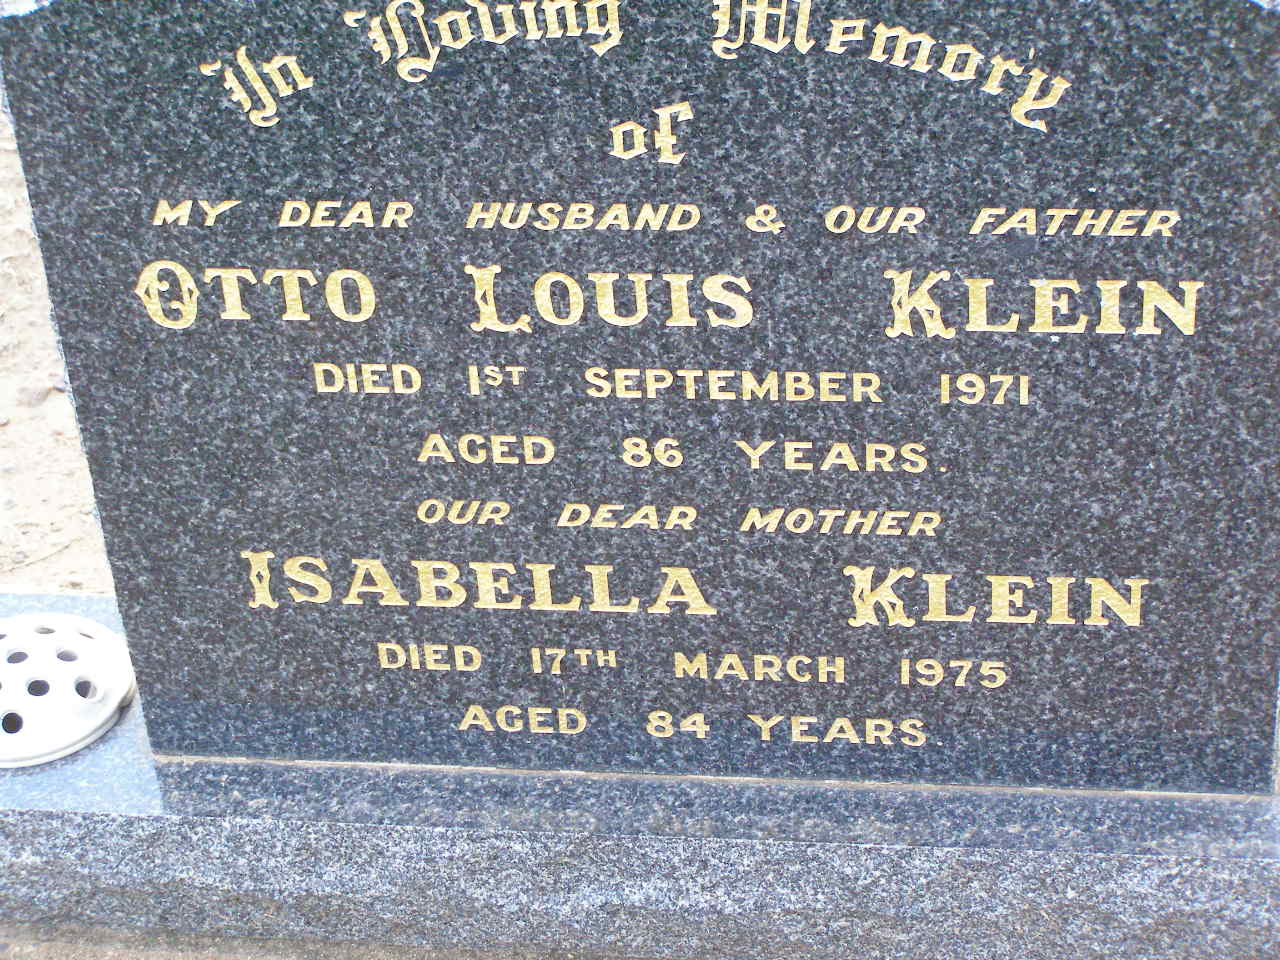 In Loving Memory
of
MY DEAR HUSBAND & OUR FATHER
OTTO LOUIS KLEIN
DIED 1ST SEPTEMBER 1971
AGED 86 YEARS.
OUR DEAR MOTHER
ISABELLA KLEIN
DIED 17TH MARCH 1975
AGED 84 YEARS